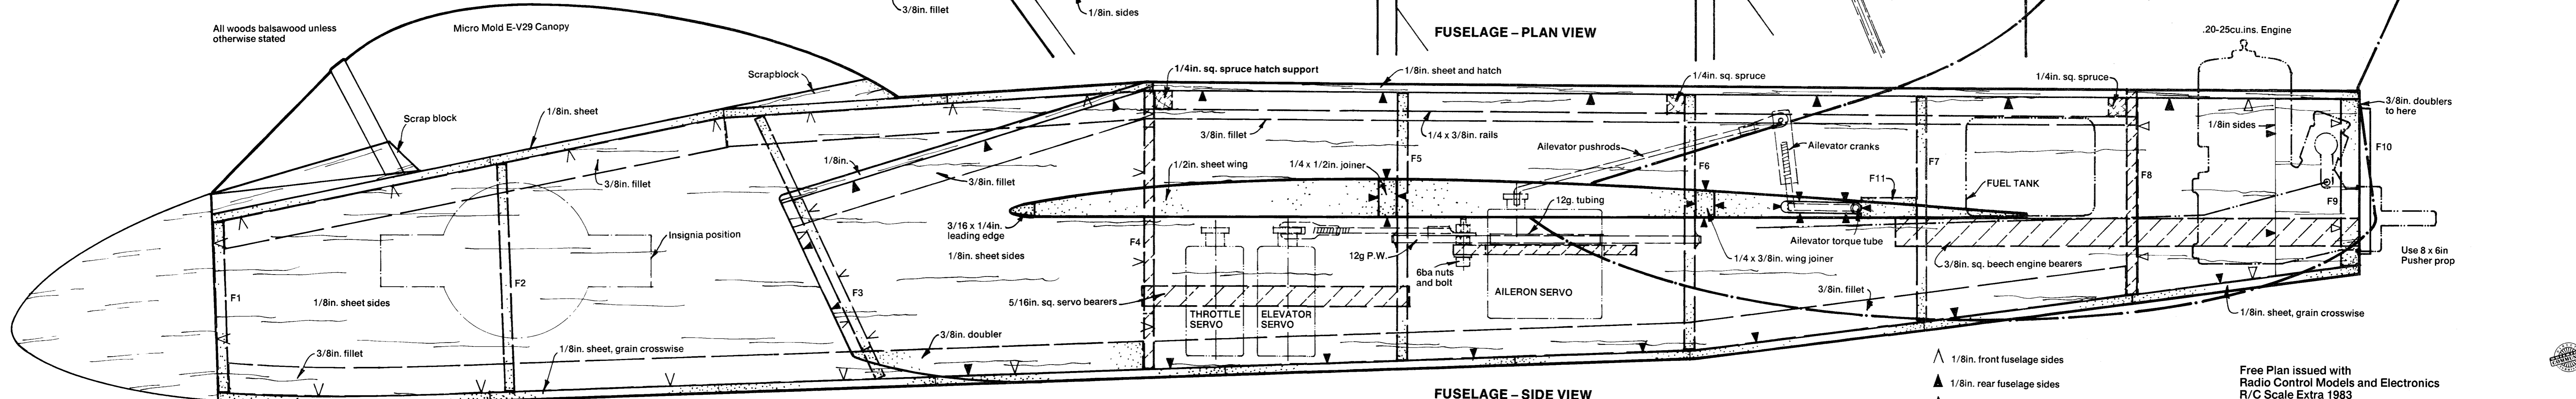 3/8in. fillet
1/8in. sides
All woods balsawood unless
otherwise stated
Micro Mold E-V29 Canopy
FUSELAGE – PLAN VIEW
.20-25cu.ins. Engine
Scrapblock
1/4in. sq. spruce hatch support
1/8in. sheet and hatch
1/4in. sq. spruce
1/4in. sq. spruce
3/8in. doublers
to here
1/8in. sheet
Scrap block
3/8in. fillet
1/4 x 3/8in. rails
1/8in sides
Ailevator pushrods
Ailevator cranks
F10
1/8in.
1/2in. sheet wing
1/4 x 1/2in. joiner
F5
F6
F7
F8
3/8in. fillet
3/8in. fillet
F11
FUEL TANK
12g. tubing
F9
3/16 x 1/4in.
leading edge
Insignia position
F4
Ailevator torque tube
1/8in. sheet sides
12g P.W.
1/4 x 3/8in. wing joiner
3/8in. sq. beech engine bearers
Use 8 x 6in
Pusher prop
6ba nuts
and bolt
F1
F2
F3
1/8in. sheet sides
5/16in. sq. servo bearers
AILERON SERVO
3/8in. fillet
THROTTLE
SERVO
ELEVATOR
SERVO
1/8in. sheet, grain crosswise
3/8in. doubler
3/8in. fillet
1/8in. sheet, grain crosswise
1/8in. front fuselage sides
1/8in. rear fuselage sides
Free Plan issued with
Radio Control Models and Electronics
R/C Scale Extra 1983
FUSELAGE – SIDE VIEW